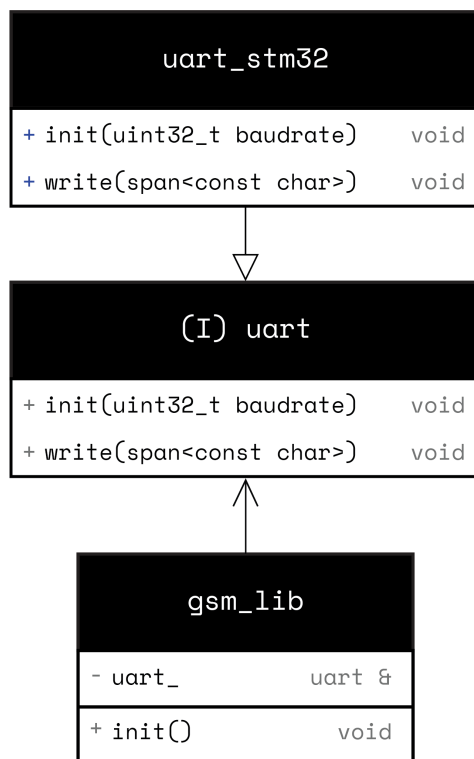 uart_stm32
+ init(uint32_t baudrate) void
+ write(span<const char>) void
(I) uart
+ init(uint32_t baudrate) void
+ write(span<const char>) void
gsm_lib
- uart_ uart &
+ init() void